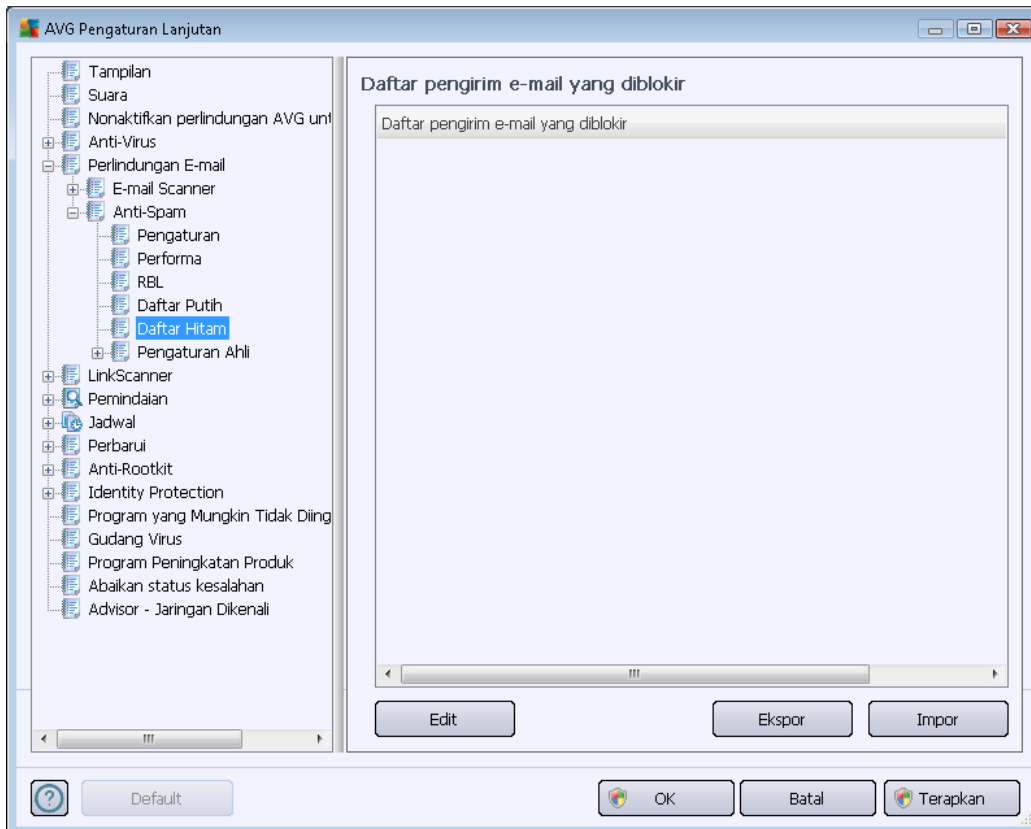 AVG Pengaturan Lanjutan
Tampilan
Suara
Nonaktifkan perlindungan AVG unt
Anti-Virus
Perlindungan E-mail
E-mail Scanner
Anti-Spam
Pengaturan
Performa
RBL
Daftar Putih
Daftar Hitam
Pengaturan Ahli
LinkScanner
Pemindaian
Jadwal
Perbarui
Anti-Rootkit
Identity Protection
Program yang Mungkin Tidak Diing
Gudang Virus
Program Peningkatan Produk
Abaikan status kesalahan
Advisor - Jaringan Dikenali
Daftar pengirim e-mail yang diblokir
Daftar pengirim e-mail yang diblokir
Edit
Ekspor
Impor
Default
OK
Batal
Terapkan